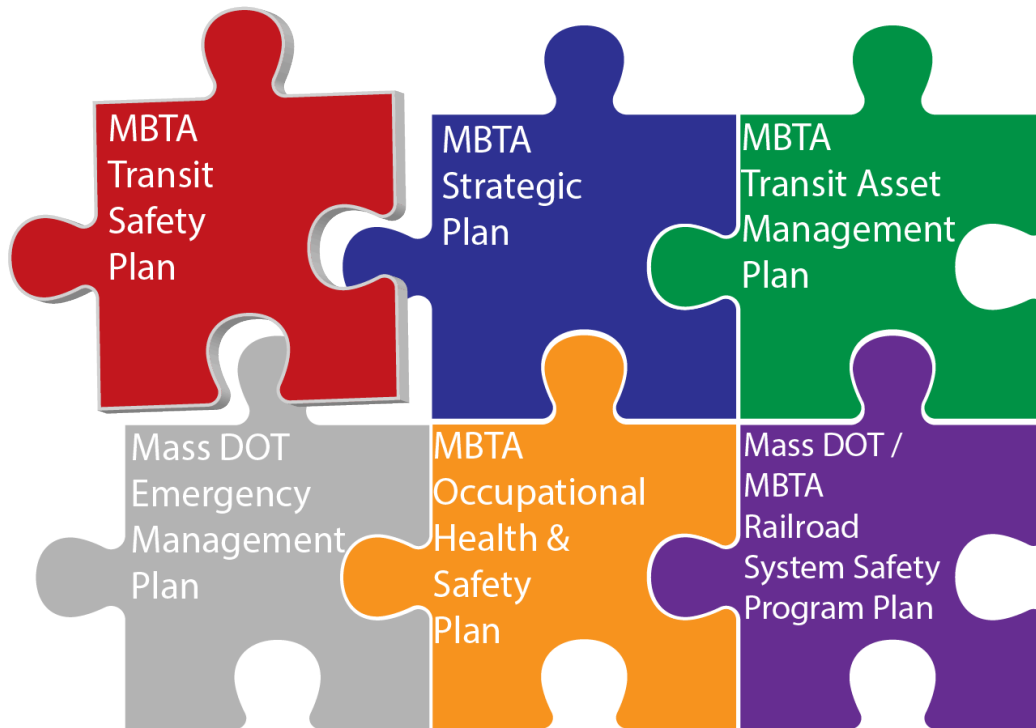 MBTA
Transit
Safety
Plan
MBTA
Strategic
Plan
MBTA
Transit Asset
Management
Plan
Mass DOT
Emergency
Management
Plan
MBTA
Occupational
Health &
Safety
Plan
Mass DOT /
MBTA
Railroad
System Safety
Program Plan